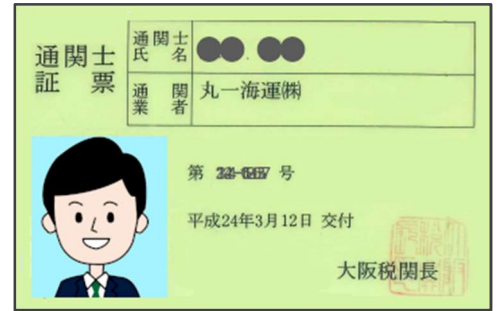 通関士
証 票
通関士
氏 名
通 関
業 者
丸一海運㈱
第 号
平成24年3月12日 交付
大阪税関長